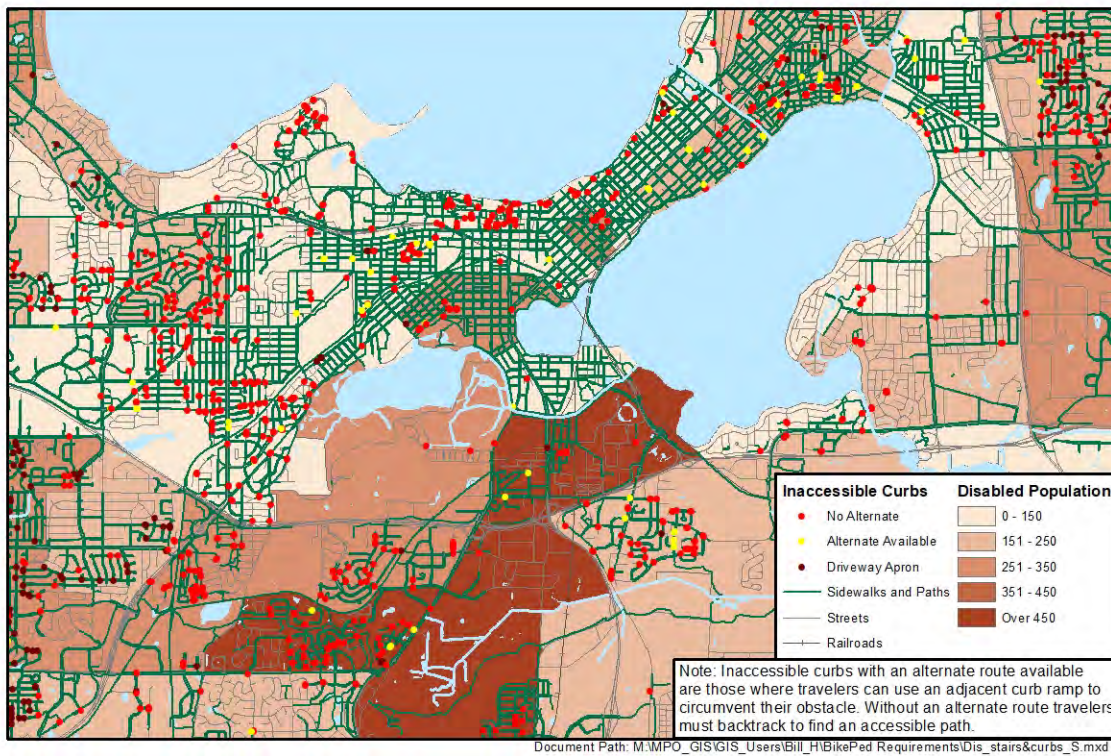 Inaccessible Curbs
No Alternate
Alternate Available
Driveway Apron
Sidewalks and Paths
Streets
Railroads
Disabled Population
0 - 150
151 - 250
251 - 350
351 - 450
Over 450
Note: Inaccessible curbs with an alternate route available
are those where travelers can use an adjacent curb ramp to
circumvent their obstacle. Without an alternate route travelers
must backtrack to find an accessible path.
Document Path: M:\MPO_GIS\GIS_Users\Bill_H\BikePed Requirements\Dis_stairs&curbs_S.mxd